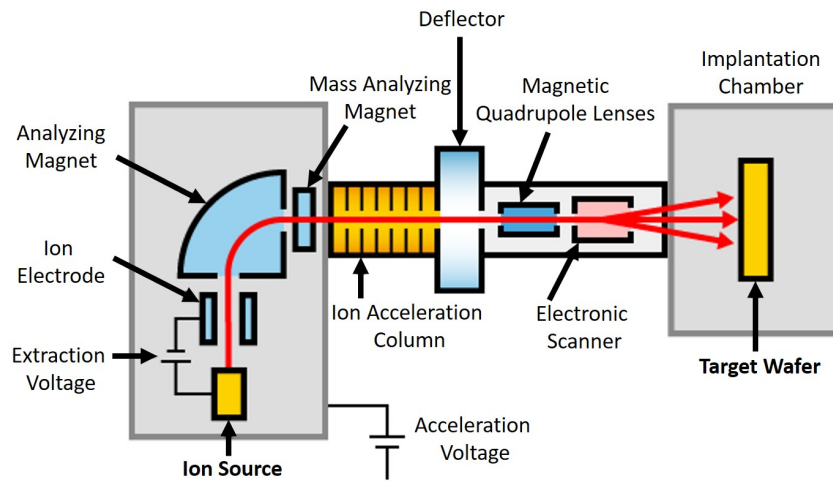 Deflector
Mass Analyzing
Magnet
Magnetic
Quadrupole Lenses
Implantation
Chamber
Analyzing
Magnet
Ion
Electrode
Ion Acceleration
Column
Electronic
Scanner
Extraction
Voltage
Target Wafer
Acceleration
Voltage
Ion Source